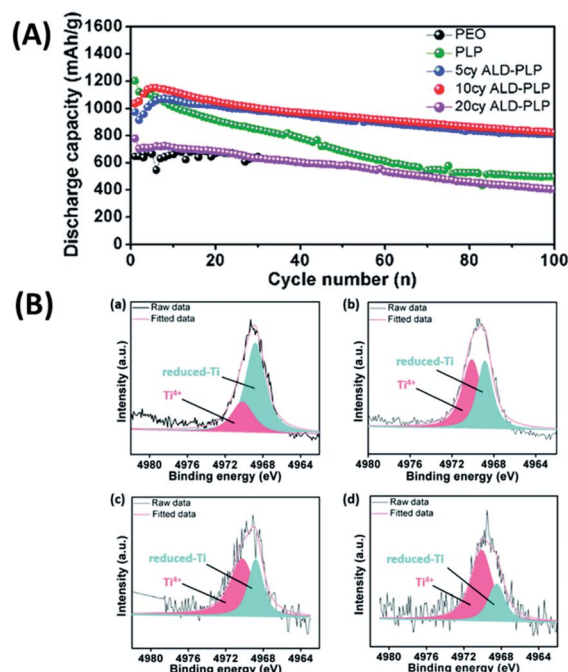 (A)
Discharge capacity (mAh/g)
1600
1400
1200
1000
800
600
400
200
0
PEO
PLP
5cy ALD-PLP
10cy ALD-PLP
20cy ALD-PLP
0 20 40 60 80 100
Cycle number (n)
(B)
(a)
Raw data
Fitted data
reduced-Ti
Ti⁴⁺
Intensity (a.u.)
4980 4976 4972 4968 4964
Binding energy (eV)
(b)
Raw data
Fitted data
reduced-Ti
Ti⁴⁺
Intensity (a.u.)
4980 4976 4972 4968 4964
Binding energy (eV)
(c)
Raw data
Fitted data
reduced-Ti
Ti⁴⁺
Intensity (a.u.)
4980 4976 4972 4968 4964
Binding energy (eV)
(d)
Raw data
Fitted data
reduced-Ti
Ti⁴⁺
Intensity (a.u.)
4980 4976 4972 4968 4964
Binding energy (eV)